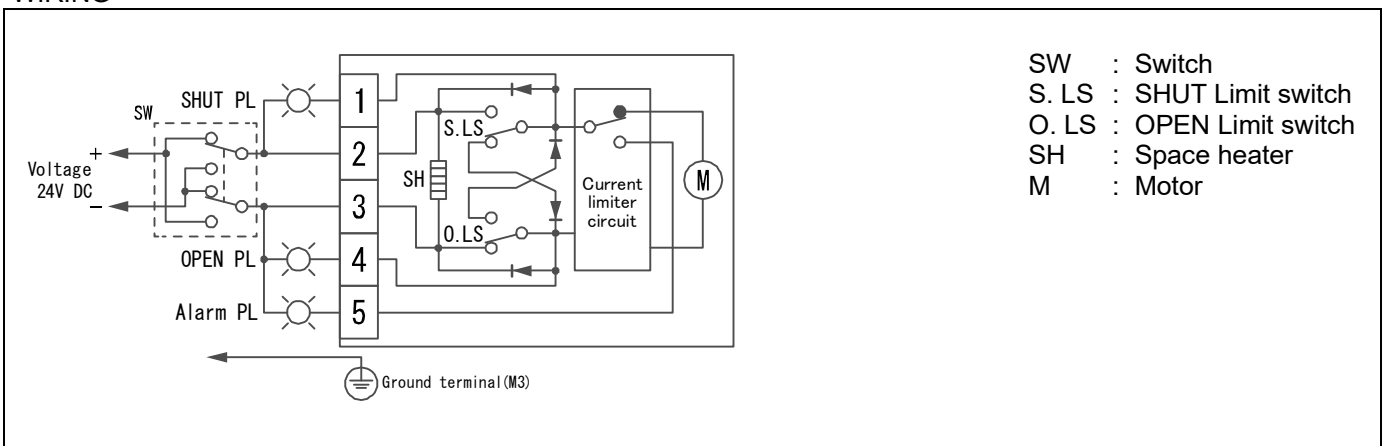 WIRING
SW : Switch
S. LS : SHUT Limit switch
O. LS : OPEN Limit switch
SH : Space heater
M : Motor
SHUT PL
SW
+
Voltage
24V DC
−
OPEN PL
Alarm PL
1
2
3
4
5
S.LS
SH
O.LS
Current
limiter
circuit
M
Ground terminal(M3)